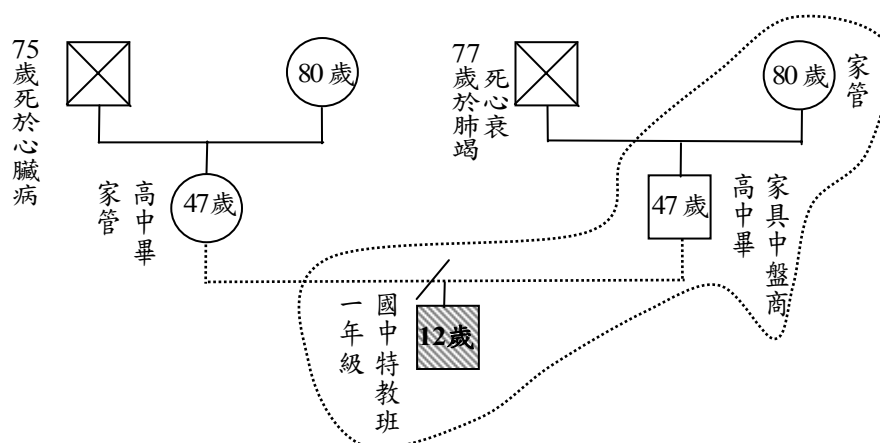 75歲死於心臟病
80歲
77歲死於心肺衰竭
80歲
家管
47歲
高中畢
家管
47歲
家具中盤商
高中畢
12歲
國中特教班
一年級